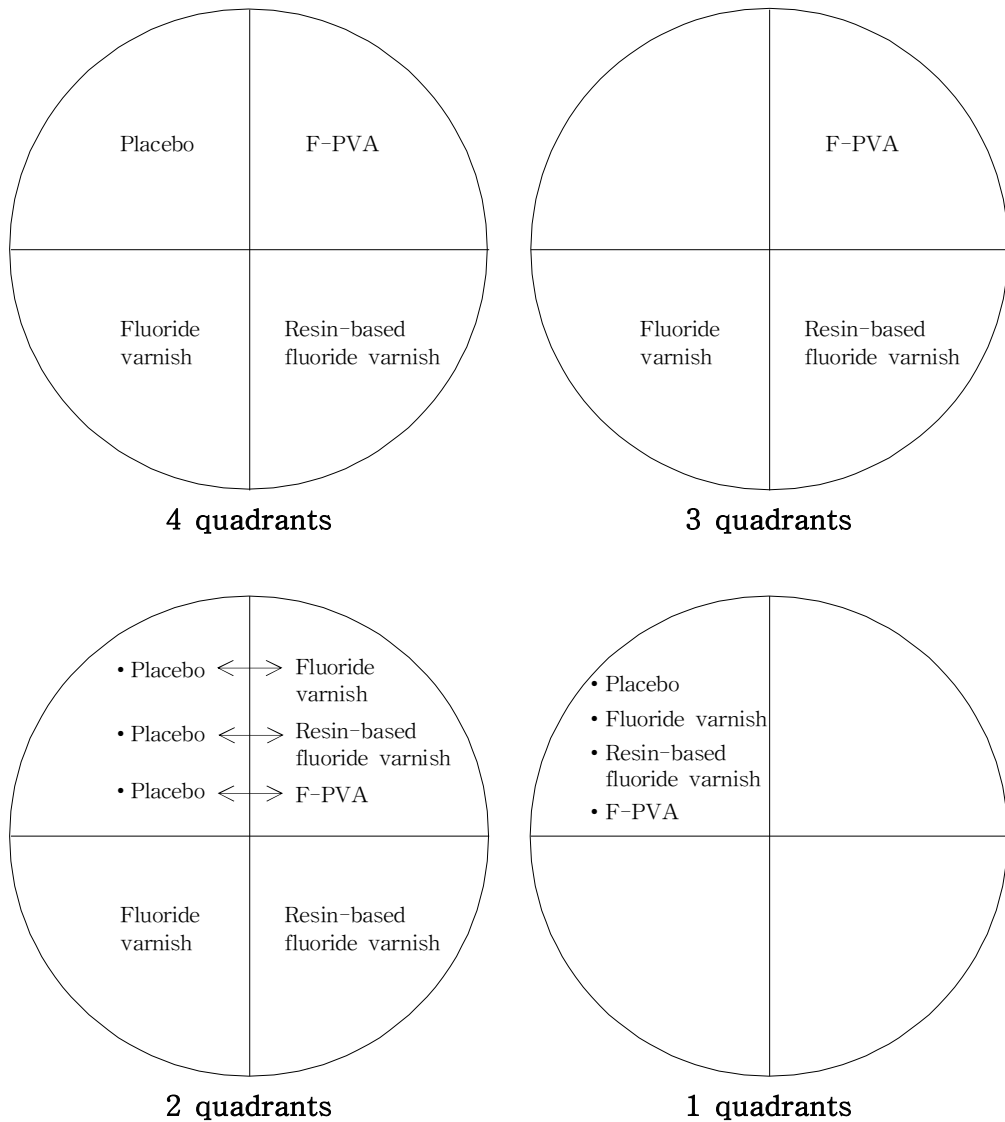 Placebo
F-PVA
Fluoride
varnish
Resin-based
fluoride varnish
4 quadrants
F-PVA
Fluoride
varnish
Resin-based
fluoride varnish
3 quadrants
• Placebo
Fluoride
varnish
• Placebo
Resin-based
fluoride varnish
• Placebo
F-PVA
Fluoride
varnish
Resin-based
fluoride varnish
2 quadrants
• Placebo
• Fluoride varnish
• Resin-based
fluoride varnish
• F-PVA
1 quadrants